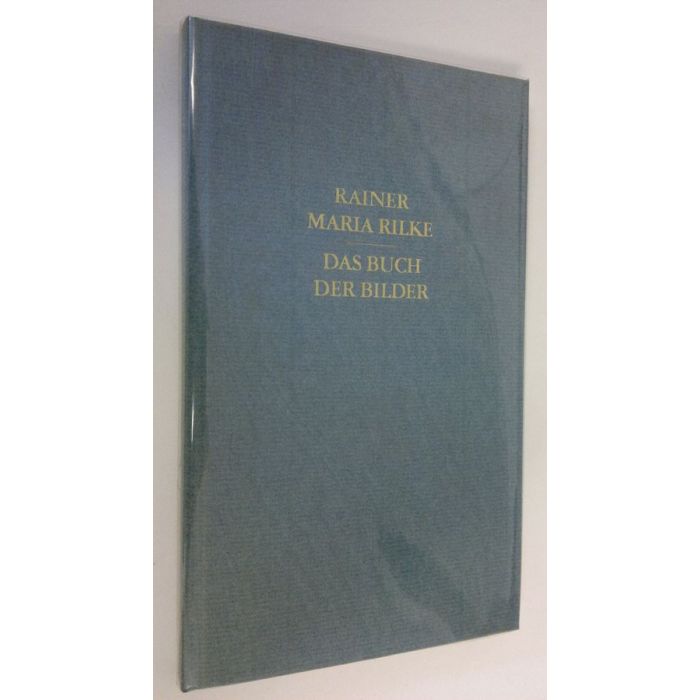 RAINER
MARIA RILKE
DAS BUCH
DER BILDER